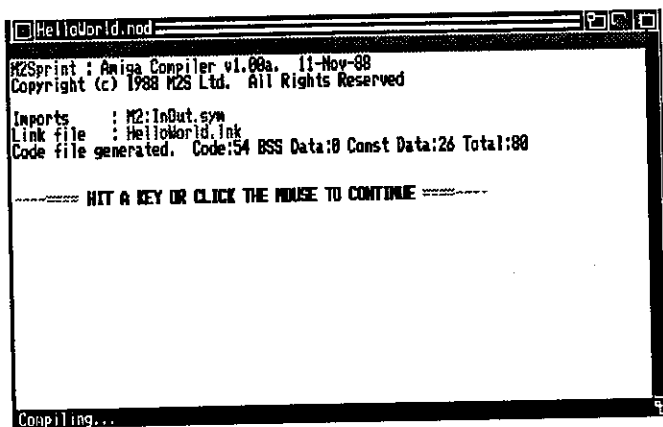 HelloWorld.mod
M2Sprint : Amiga Compiler v1.00a. 11-Nov-88
Copyright (c) 1988 M2S Ltd. All Rights Reserved
Imports : M2:InOut.sym
Link file : HelloWorld.lnk
Code file generated. Code:54 BSS Data:0 Const Data:26 Total:80
----==== HIT A KEY OR CLICK THE MOUSE TO CONTINUE ====----
Compiling...